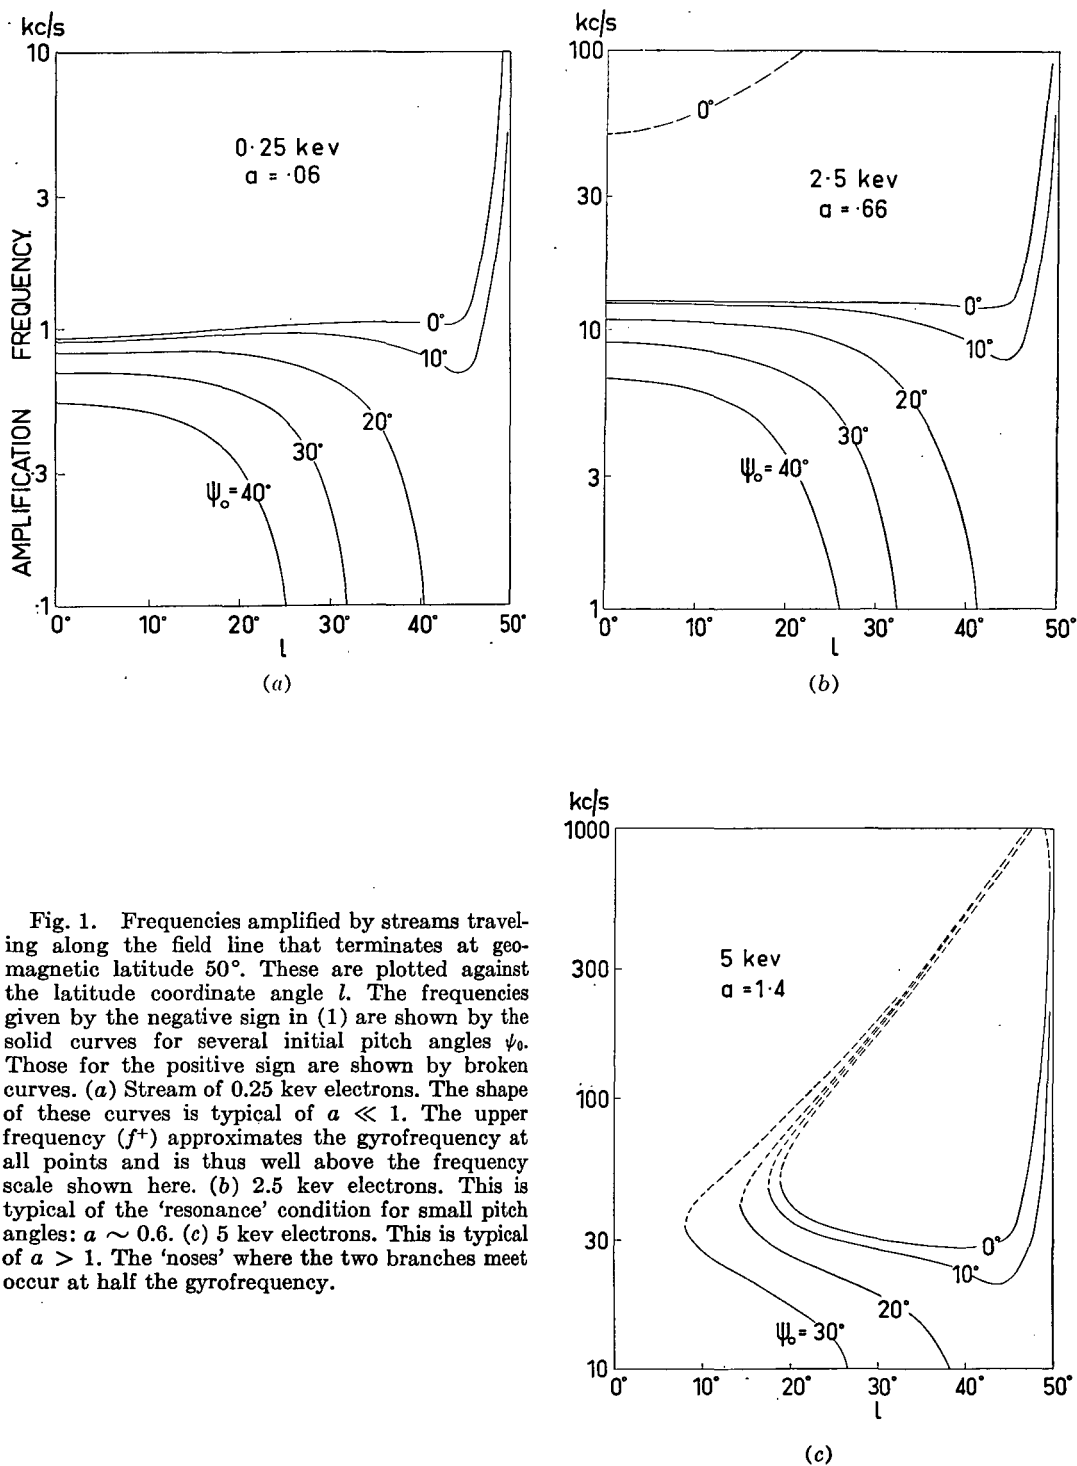 kc/s
10
3
1
.3
.1
AMPLIFICATION FREQUENCY.
0·25 kev
a = ·06
0°
10°
20°
30°
ψ₀=40°
0° 10° 20° 30° 40° 50°
l
(a)
kc/s
100
30
10
3
1
0°
2·5 kev
a = ·66
0°
10°
20°
30°
ψ₀=40°
0° 10° 20° 30° 40° 50°
l
(b)
kc/s
1000
300
100
30
10
5 kev
a =1·4
0°
10°
20°
ψ₀=30°
0° 10° 20° 30° 40° 50°
l
(c)
Fig. 1. Frequencies amplified by streams travel-
ing along the field line that terminates at geo-
magnetic latitude 50°. These are plotted against
the latitude coordinate angle l. The frequencies
given by the negative sign in (1) are shown by the
solid curves for several initial pitch angles ψ₀.
Those for the positive sign are shown by broken
curves. (a) Stream of 0.25 kev electrons. The shape
of these curves is typical of a ≪ 1. The upper
frequency (f⁺) approximates the gyrofrequency at
all points and is thus well above the frequency
scale shown here. (b) 2.5 kev electrons. This is
typical of the ‘resonance’ condition for small pitch
angles: a ∼ 0.6. (c) 5 kev electrons. This is typical
of a > 1. The ‘noses’ where the two branches meet
occur at half the gyrofrequency.